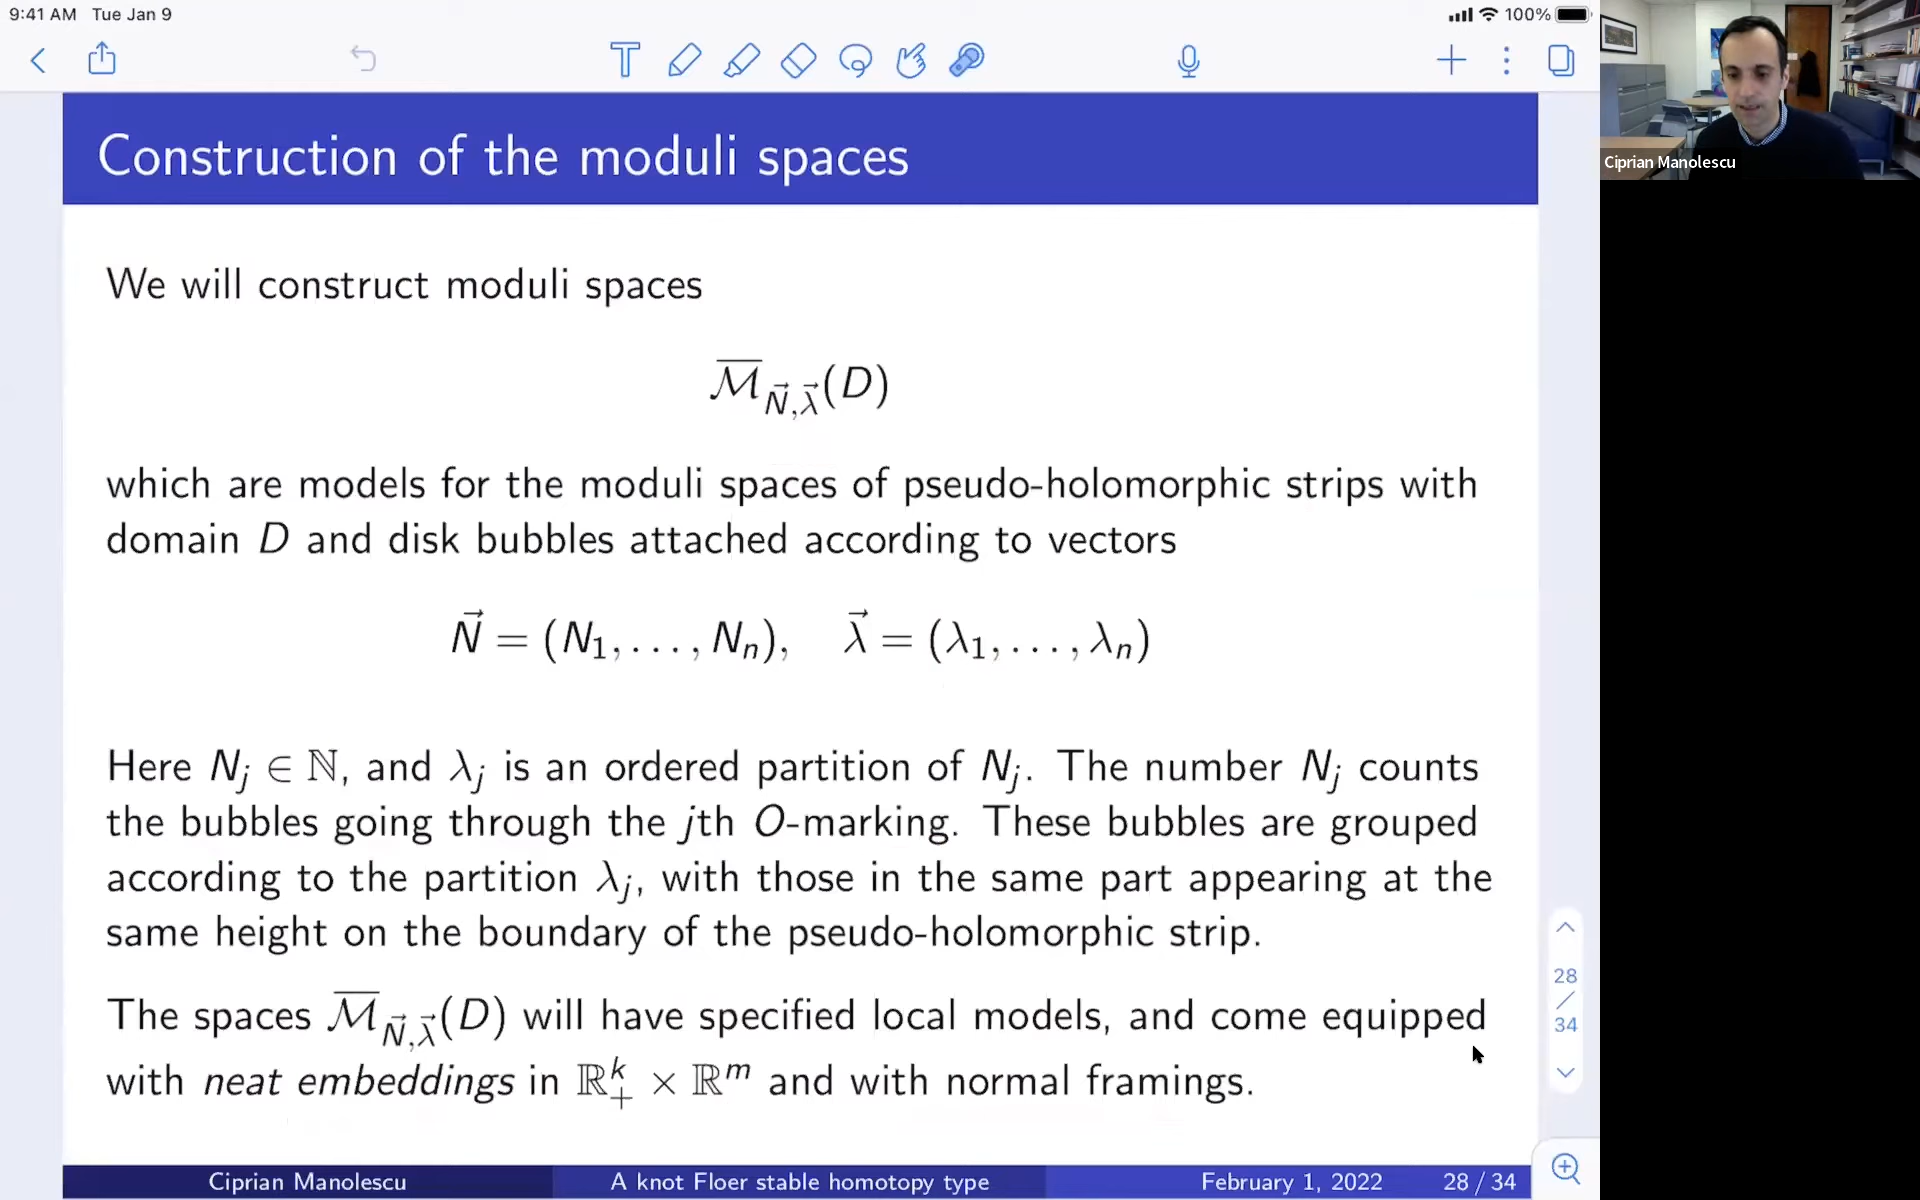 9:41 AM Tue Jan 9
100%
Ciprian Manolescu
Construction of the moduli spaces
We will construct moduli spaces
$\overline{\mathcal{M}}_{\vec{N},\vec{\lambda}}(D)$
which are models for the moduli spaces of pseudo-holomorphic strips with
domain D and disk bubbles attached according to vectors
$\vec{N} = (N_1, \ldots, N_n), \quad \vec{\lambda} = (\lambda_1, \ldots, \lambda_n)$
Here $N_j \in \mathbb{N}$, and $\lambda_j$ is an ordered partition of $N_j$. The number $N_j$ counts
the bubbles going through the jth O-marking. These bubbles are grouped
according to the partition $\lambda_j$, with those in the same part appearing at the
same height on the boundary of the pseudo-holomorphic strip.
The spaces $\overline{\mathcal{M}}_{\vec{N},\vec{\lambda}}(D)$ will have specified local models, and come equipped
with neat embeddings in $\mathbb{R}_+^k \times \mathbb{R}^m$ and with normal framings.
28
/
34
Ciprian Manolescu A knot Floer stable homotopy type February 1, 2022 28 / 34